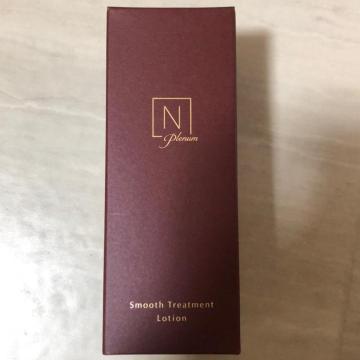 N
Plenum
Smooth Treatment
Lotion